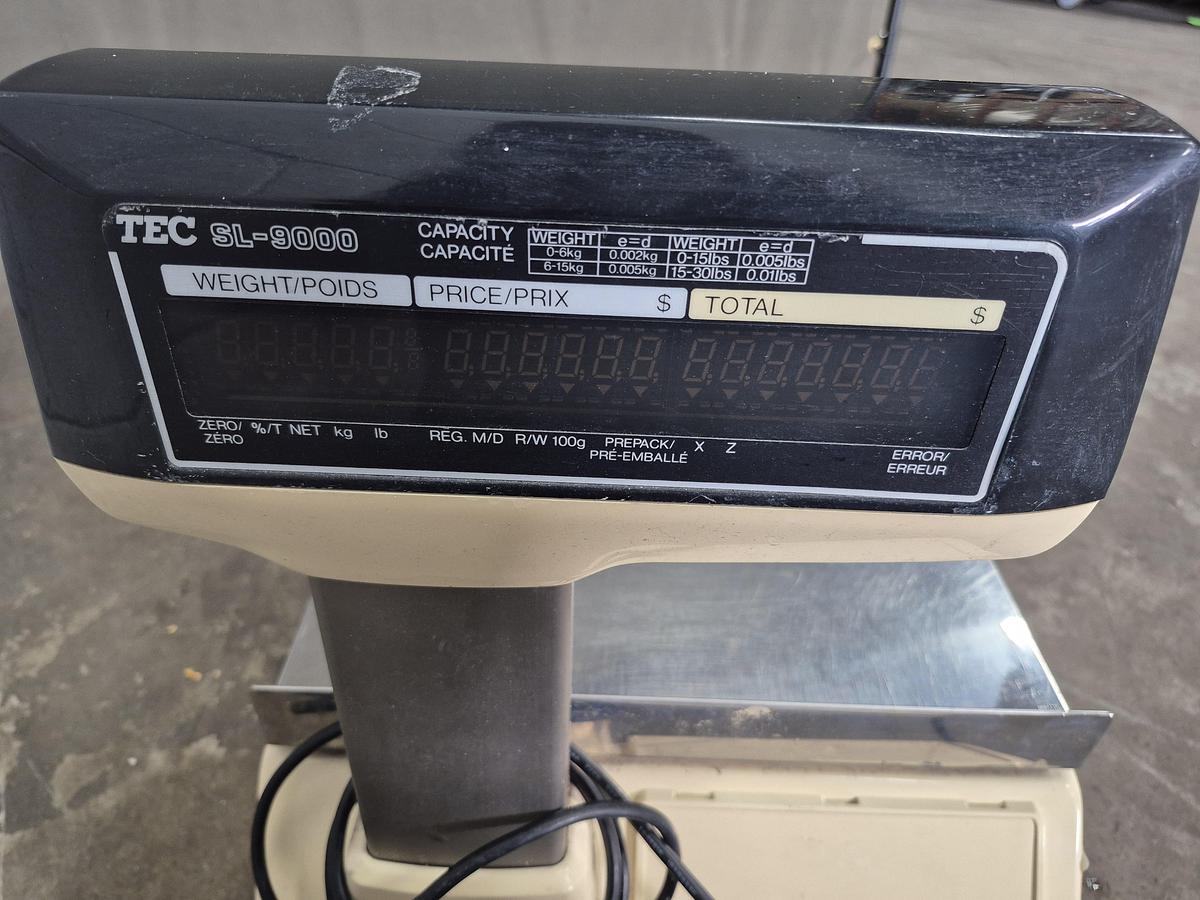 TEC SL-9000
CAPACITY
CAPACITÉ
WEIGHT e=d WEIGHT e=d
0-6kg 0.002kg 0-15lbs 0.005lbs
6-15kg 0.005kg 15-30lbs 0.01lbs
WEIGHT/POIDS PRICE/PRIX $ TOTAL $
ZERO/ %/T NET kg lb REG. M/D R/W 100g PREPACK/ X Z ERROR/
ZÉRO PRÉ-EMBALLÉ ERREUR